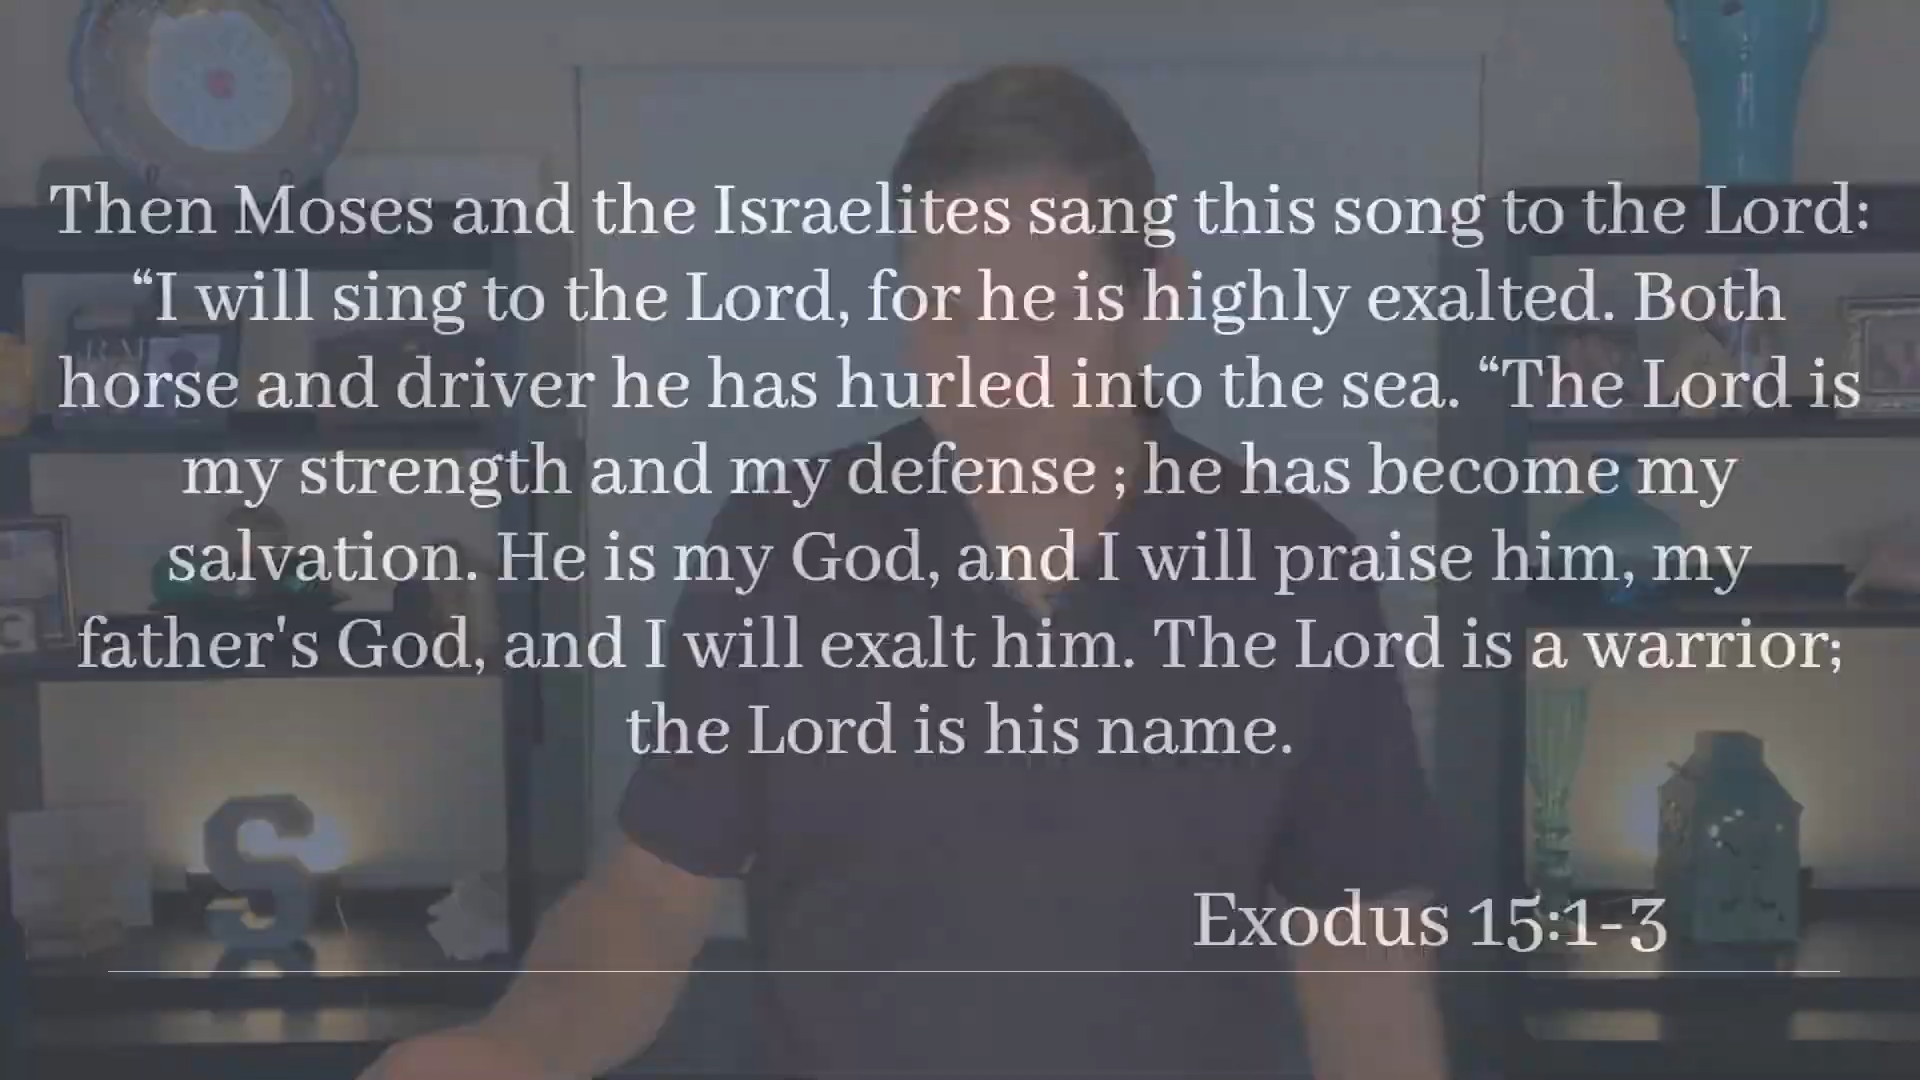 Then Moses and the Israelites sang this song to the Lord:
“I will sing to the Lord, for he is highly exalted. Both
horse and driver he has hurled into the sea. “The Lord is
my strength and my defense ; he has become my
salvation. He is my God, and I will praise him, my
father's God, and I will exalt him. The Lord is a warrior;
the Lord is his name.
Exodus 15:1-3
S